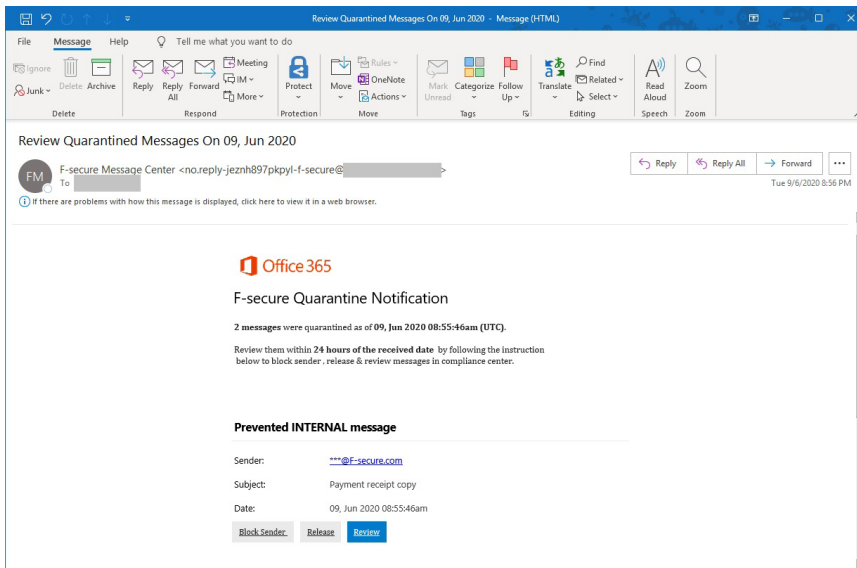 Review Quarantined Messages On 09, Jun 2020 - Message (HTML)
File Message Help Tell me what you want to do
Ignore Meeting Rules Find
Junk Delete Archive Reply Reply All Forward IM More Protect Move OneNote Actions Mark Unread Categorize Follow Up Translate Related Select Read Aloud Zoom
Delete Respond Protection Move Tags Editing Speech Zoom
Review Quarantined Messages On 09, Jun 2020
FM
F-secure Message Center <no.reply-jeznh897pkpyl-f-secure@ >
Reply Reply All Forward
To
Tue 9/6/2020 8:56 PM
If there are problems with how this message is displayed, click here to view it in a web browser.
Office 365
F-secure Quarantine Notification
2 messages were quarantined as of 09, Jun 2020 08:55:46am (UTC).
Review them within 24 hours of the received date by following the instruction
below to block sender , release & review messages in compliance center.
Prevented INTERNAL message
Sender: ***@F-secure.com
Subject: Payment receipt copy
Date: 09, Jun 2020 08:55:46am
Block Sender Release Review